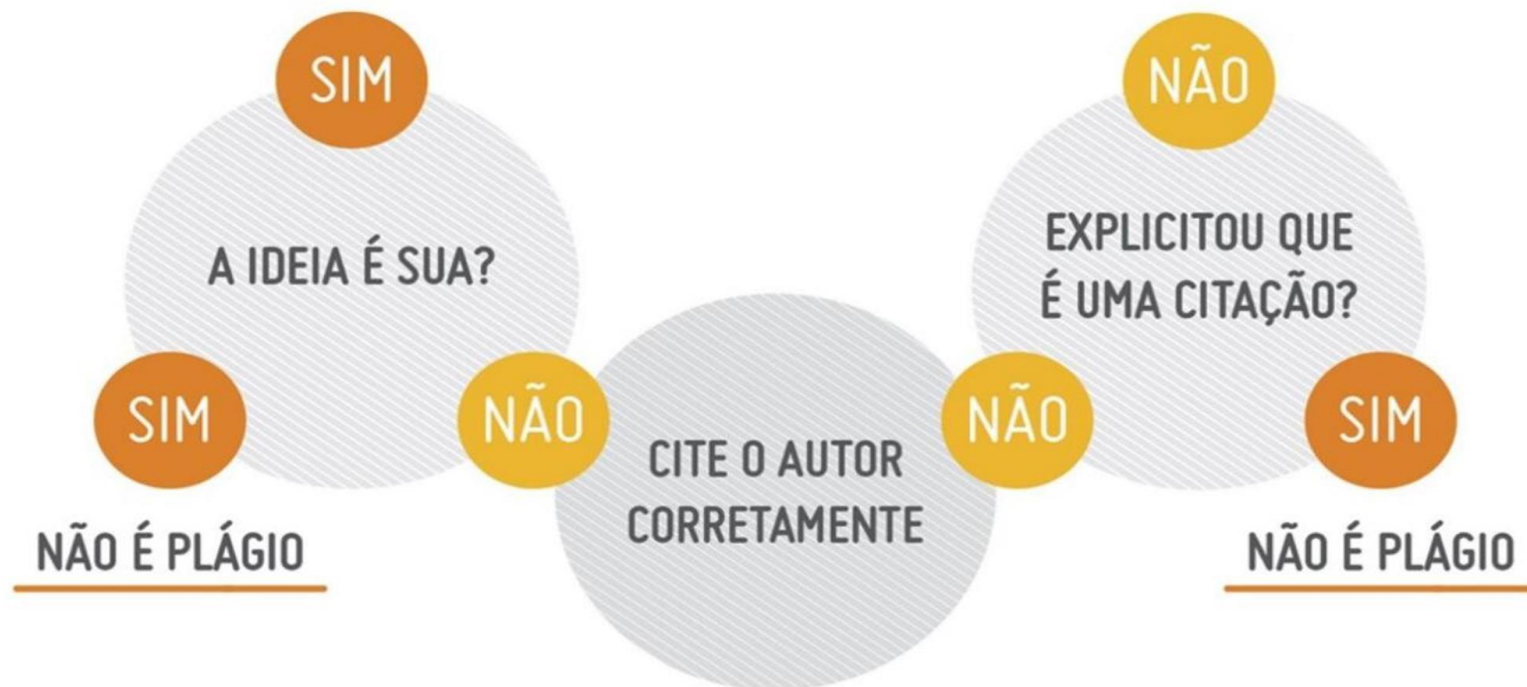 SIM
NÃO
A IDEIA É SUA?
EXPLICITOU QUE
É UMA CITAÇÃO?
SIM
NÃO
NÃO
SIM
CITE O AUTOR
CORRETAMENTE
NÃO É PLÁGIO
NÃO É PLÁGIO